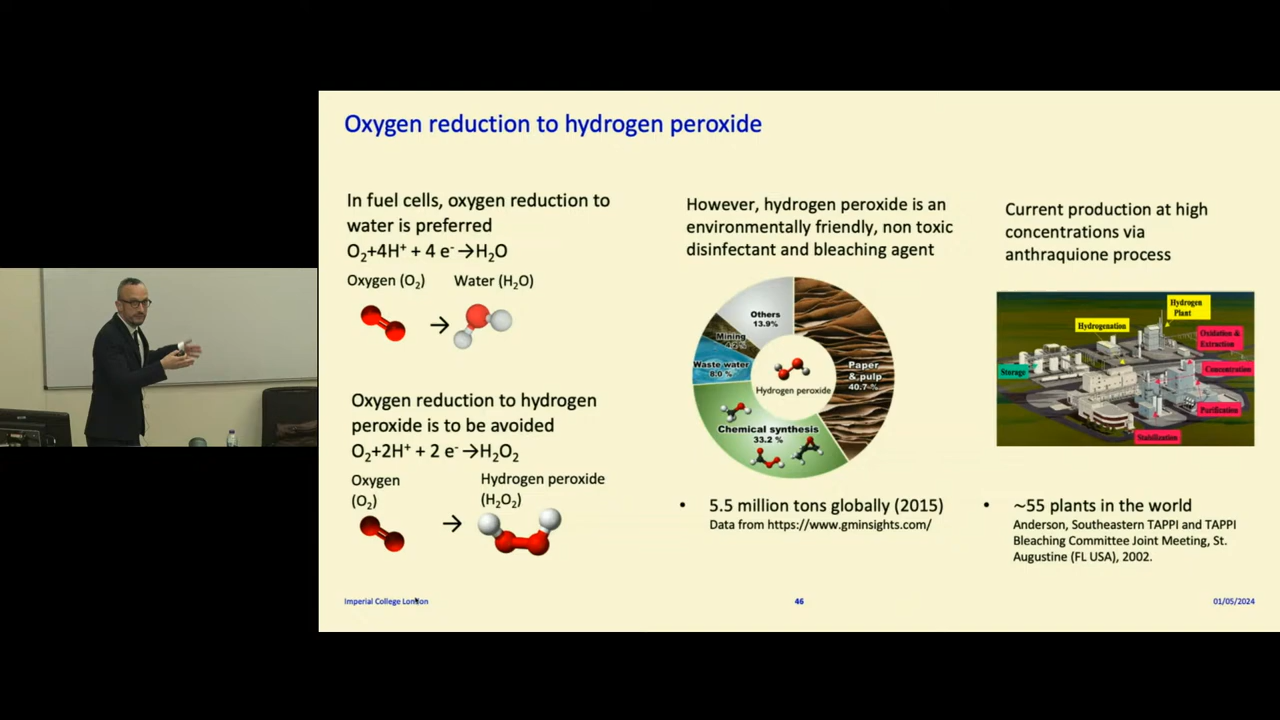 Oxygen reduction to hydrogen peroxide
In fuel cells, oxygen reduction to
water is preferred
O₂+4H⁺ + 4 e⁻ →H₂O
Oxygen (O₂)
Water (H₂O)
→
Oxygen reduction to hydrogen
peroxide is to be avoided
O₂+2H⁺ + 2 e⁻ →H₂O₂
Oxygen
(O₂)
Hydrogen peroxide
(H₂O₂)
→
However, hydrogen peroxide is an
environmentally friendly, non toxic
disinfectant and bleaching agent
Others
13.9%
Mining
Waste water
8.0 %
Paper
& pulp
40.7 %
Hydrogen peroxide
Chemical synthesis
33.2 %
• 5.5 million tons globally (2015)
Data from https://www.gminsights.com/
Current production at high
concentrations via
anthraquione process
Hydrogen
Plant
Hydrogenation
Oxidation &
Extraction
Storage
Concentration
Purification
Stabilization
• ~55 plants in the world
Anderson, Southeastern TAPPI and TAPPI
Bleaching Committee Joint Meeting, St.
Augustine (FL USA), 2002.
Imperial College London
46
01/05/2024